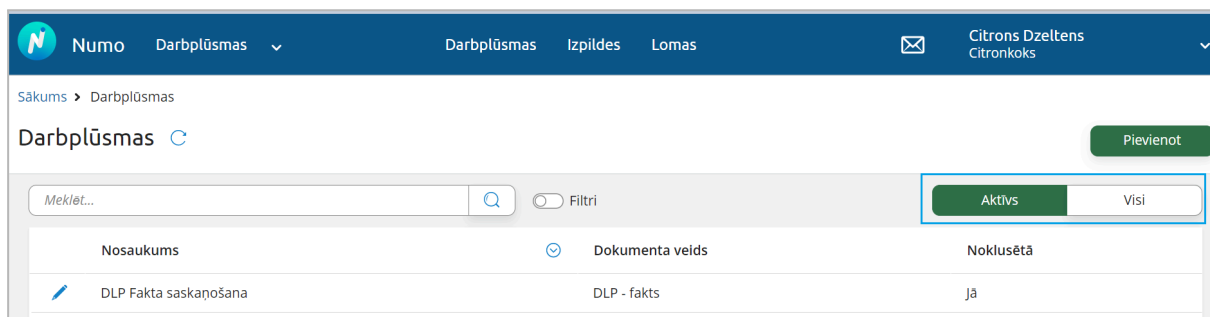 Numo Darbplūsmas Darbplūsmas Izpildes Lomas Citrons Dzeltens
Citronkoks
Sākums > Darbplūsmas
Darbplūsmas Pievienot
Meklēt... Filtri Aktīvs Visi
Nosaukums Dokumenta veids Noklusētā
DLP Fakta saskaņošana DLP - fakts Jā